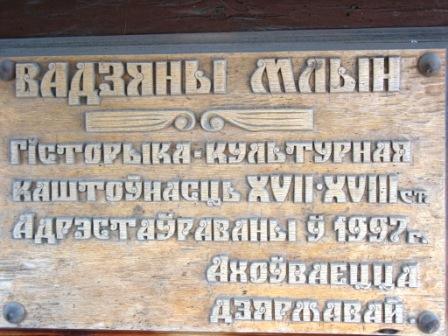 ВАДЗЯНЫ МЛЫН
ГІСТОРЫКА-КУЛЬТУРНАЯ
КАШТОЎНАСЦЬ XVII-XVIII СТ.
АДРЭСТАЎРАВАНЫ Ў 1997 г.
АХОЎВАЕЦЦА
ДЗЯРЖАВАЙ.